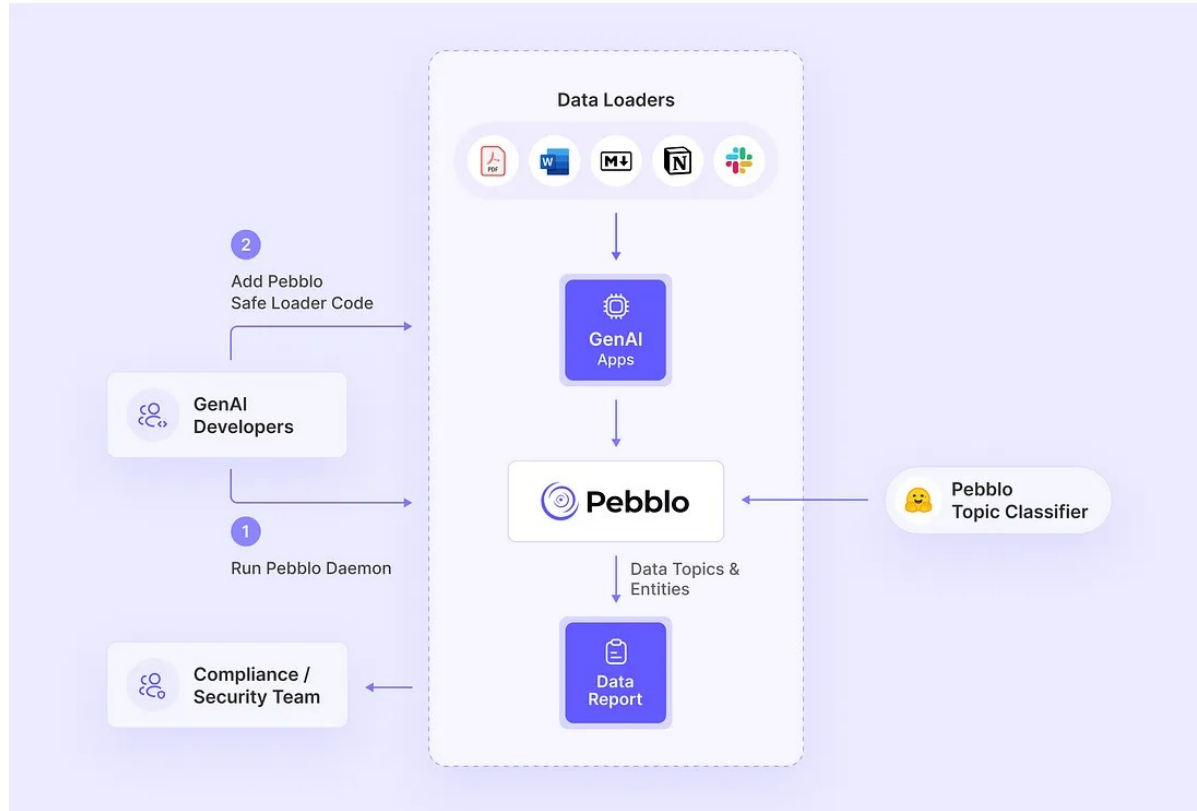 Data Loaders
PDF
W
M
N
2
Add Pebblo
Safe Loader Code
GenAI
Apps
GenAI
Developers
Pebblo
Pebblo
Topic Classifier
1
Run Pebblo Daemon
Data Topics &
Entities
Compliance /
Security Team
Data
Report